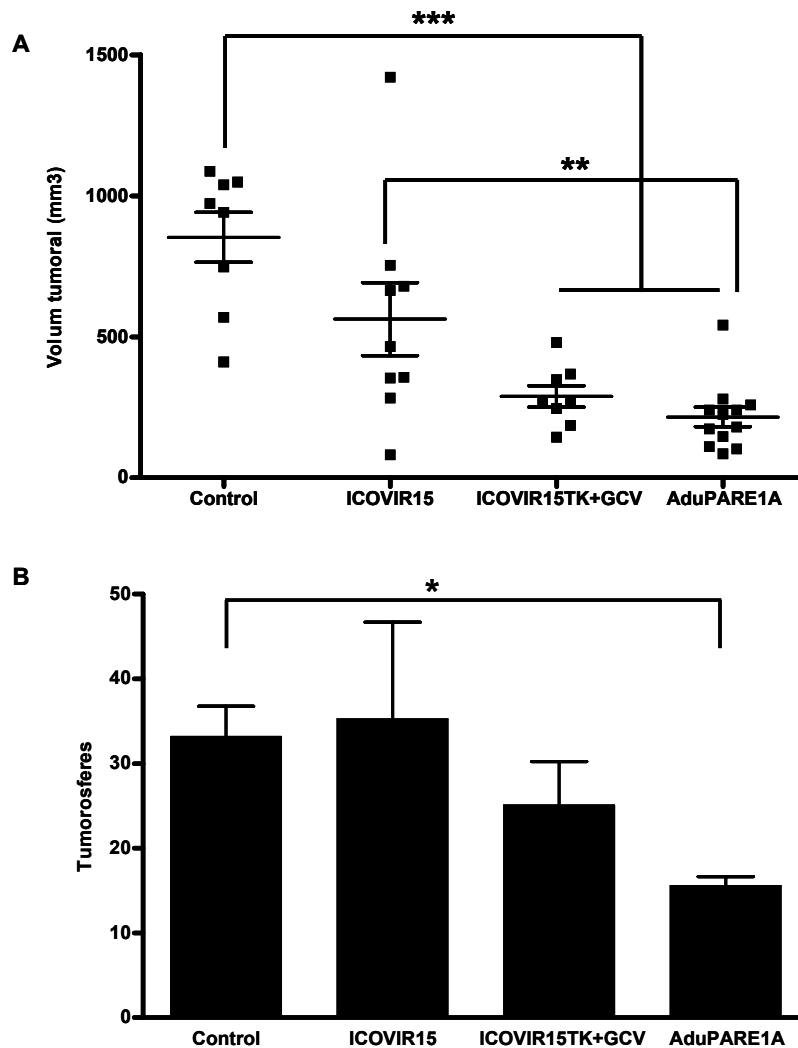 A
***
1500
**
1000
Volum tumoral (mm3)
500
0
Control ICOVIR15 ICOVIR15TK+GCV AduPARE1A
B
50
*
40
30
Tumorosferes
20
10
0
Control ICOVIR15 ICOVIR15TK+GCV AduPARE1A